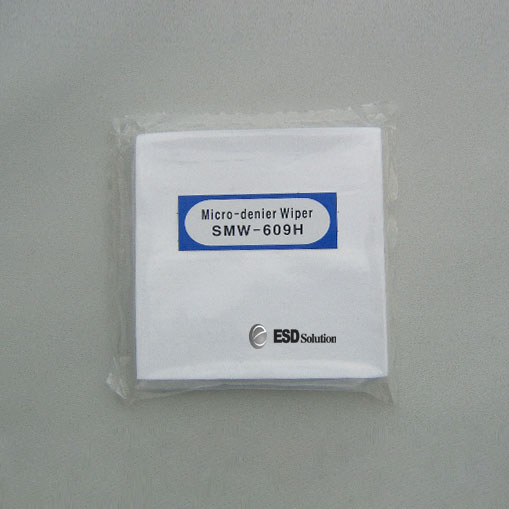 Micro-denier Wiper
SMW-609H
ESD Solution